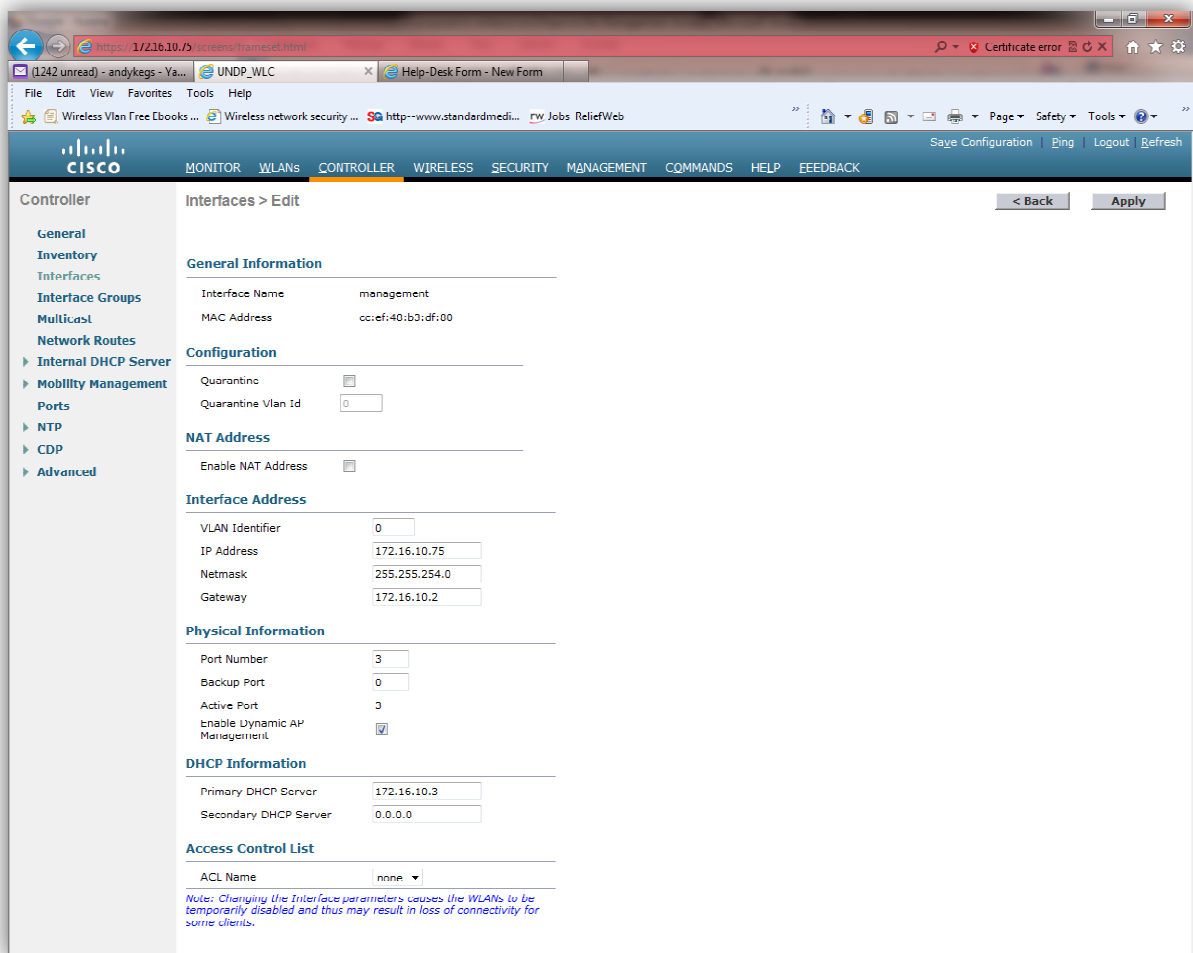 https://172.16.10.75/screens/frameset.html
Certificate error
(1242 unread) - andykegs - Ya...
UNDP_WLC
Help-Desk Form - New Form
File Edit View Favorites Tools Help
Wireless Vlan Free Ebooks ...
Wireless network security ...
http--www.standardmedi...
Jobs ReliefWeb
Page Safety Tools
Save Configuration | Ping | Logout | Refresh
CISCO
MONITOR WLANs CONTROLLER WIRELESS SECURITY MANAGEMENT COMMANDS HELP FEEDBACK
Controller
General
Inventory
Interfaces
Interface Groups
Multicast
Network Routes
Internal DHCP Server
Mobility Management
Ports
NTP
CDP
Advanced
Interfaces > Edit
< Back
Apply
General Information
Interface Name management
MAC Address cc:ef:48:b3:df:80
Configuration
Quarantine
Quarantine Vlan Id 0
NAT Address
Enable NAT Address
Interface Address
VLAN Identifier 0
IP Address 172.16.10.75
Netmask 255.255.254.0
Gateway 172.16.10.2
Physical Information
Port Number 3
Backup Port 0
Active Port 3
Enable Dynamic AP
Management
DHCP Information
Primary DHCP Server 172.16.10.3
Secondary DHCP Server 0.0.0.0
Access Control List
ACL Name none
Note: Changing the Interface parameters causes the WLANs to be
temporarily disabled and thus may result in loss of connectivity for
some clients.